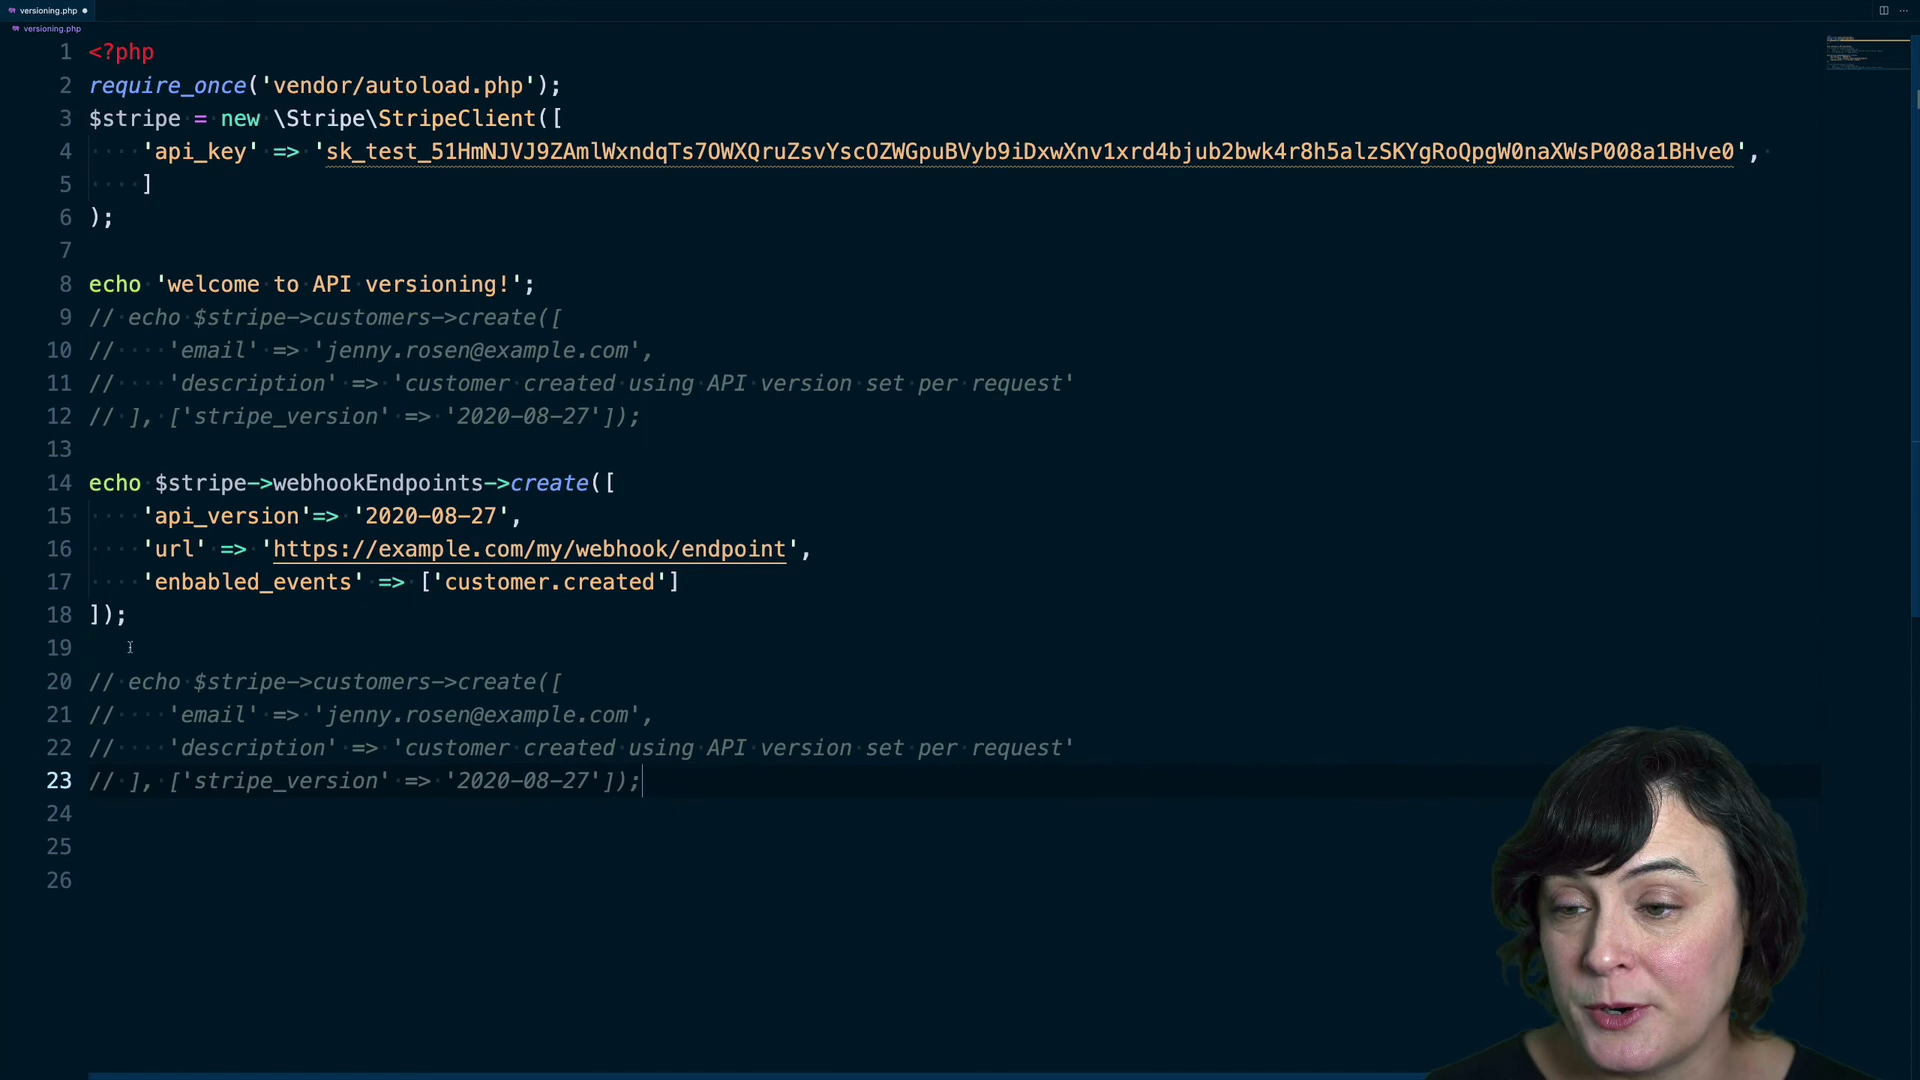 versioning.php
versioning.php
1 <?php
2 require_once('vendor/autoload.php');
3 $stripe = new \Stripe\StripeClient([
4 'api_key' => 'sk_test_51HmNJVJ9ZAmlWxndqTs7OWXQruZsvYscOZWGpuBVyb9iDxwXnv1xrd4bjub2bwk4r8h5alzSKYgRoQpgW0naXWsP008a1BHve0',
5 ]
6 );
7
8 echo 'welcome to API versioning!';
9 // echo $stripe->customers->create([
10 // 'email' => 'jenny.rosen@example.com',
11 // 'description' => 'customer created using API version set per request'
12 // ], ['stripe_version' => '2020-08-27']);
13
14 echo $stripe->webhookEndpoints->create([
15 'api_version'=> '2020-08-27',
16 'url' => 'https://example.com/my/webhook/endpoint',
17 'enbabled_events' => ['customer.created']
18 ]);
19
20 // echo $stripe->customers->create([
21 // 'email' => 'jenny.rosen@example.com',
22 // 'description' => 'customer created using API version set per request'
23 // ], ['stripe_version' => '2020-08-27']);
24
25
26